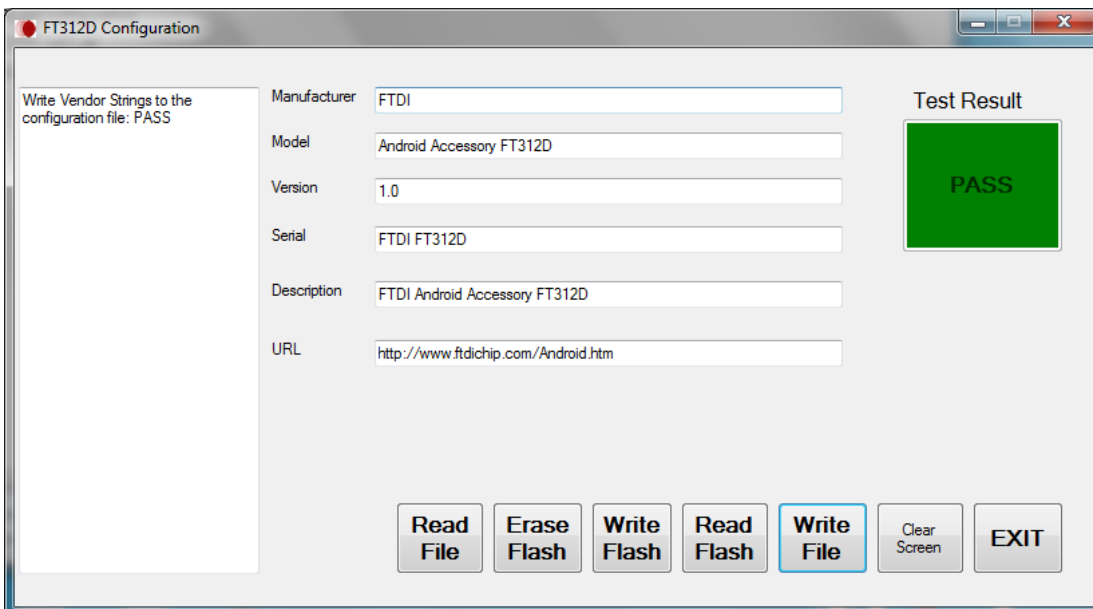 FT312D Configuration
Write Vendor Strings to the
configuration file: PASS
Manufacturer
FTDI
Model
Android Accessory FT312D
Version
1.0
Serial
FTDI FT312D
Description
FTDI Android Accessory FT312D
URL
http://www.ftdichip.com/Android.htm
Test Result
PASS
Read
File
Erase
Flash
Write
Flash
Read
Flash
Write
File
Clear
Screen
EXIT